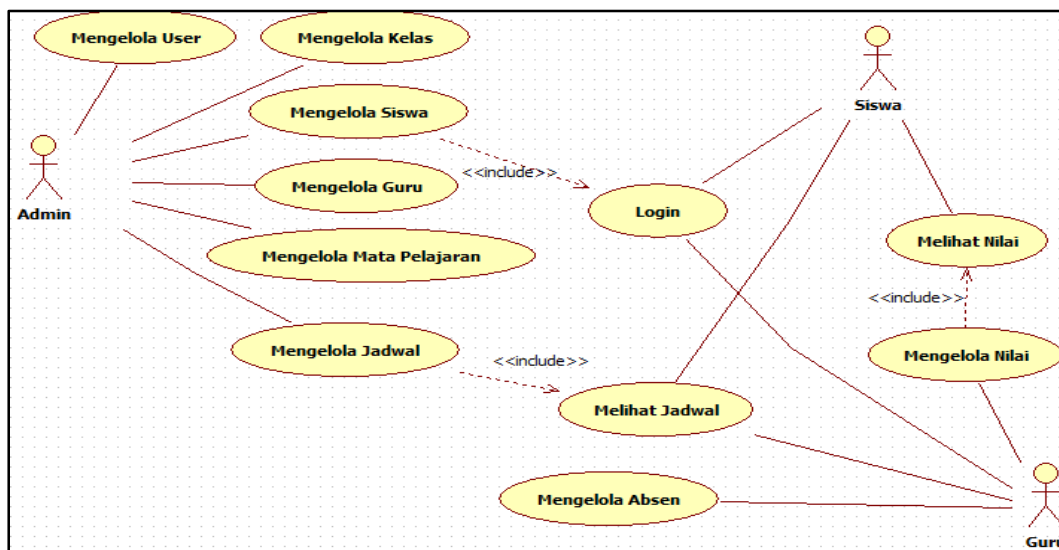 Mengelola User
Mengelola Kelas
Mengelola Siswa
Siswa
<<include>>
Mengelola Guru
Admin
Login
Mengelola Mata Pelajaran
Melihat Nilai
<<include>>
Mengelola Jadwal
<<include>>
Mengelola Nilai
Melihat Jadwal
Mengelola Absen
Guru